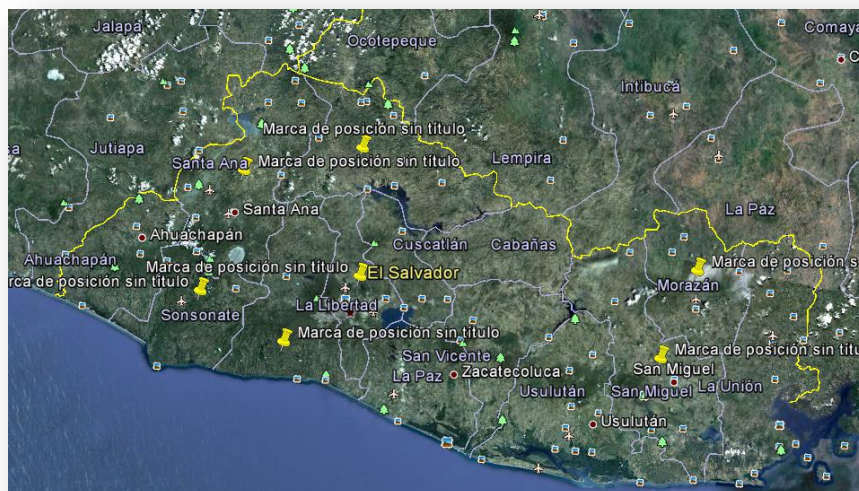 Jalapa
Comaya
Ocotepeque
C
Intibucá
Marca de posición sin título
Jutiapa
sa
Santa Ana
Marca de posición sin título
Lempira
Santa Ana
La Paz
Ahuachapán
Cuscatlán
Cabañas
Ahuachapán
Marca de posición sin título
El Salvador
Marca de posición s
rca de posición sin título
Morazán
La Libertad
Sonsonate
Marca de posición sin título
San Vicente
Marca de posición sin títu
La Paz
Zacatecoluca
San Miguel
Usulután
San Miguel
La Unión
Usulután